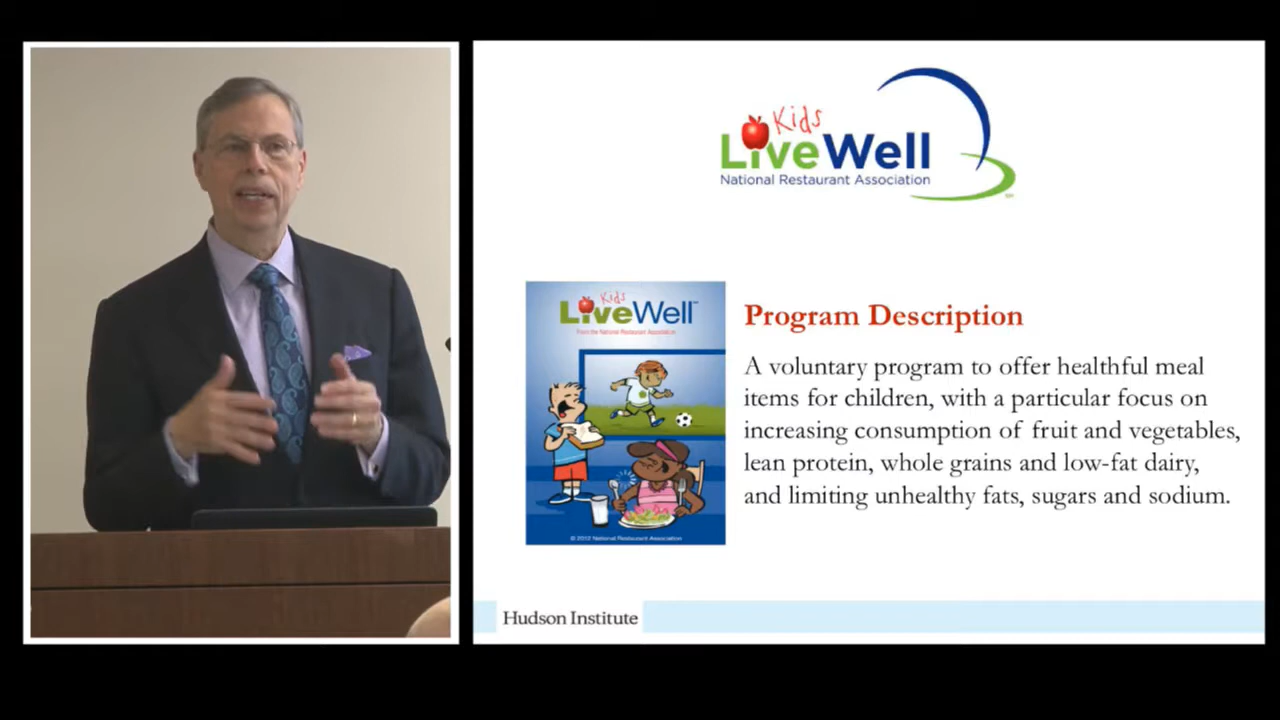 Kids
LiveWell
National Restaurant Association
Kids
LiveWell™
From the National Restaurant Association
Program Description
A voluntary program to offer healthful meal
items for children, with a particular focus on
increasing consumption of fruit and vegetables,
lean protein, whole grains and low-fat dairy,
and limiting unhealthy fats, sugars and sodium.
© 2012 National Restaurant Association
Hudson Institute